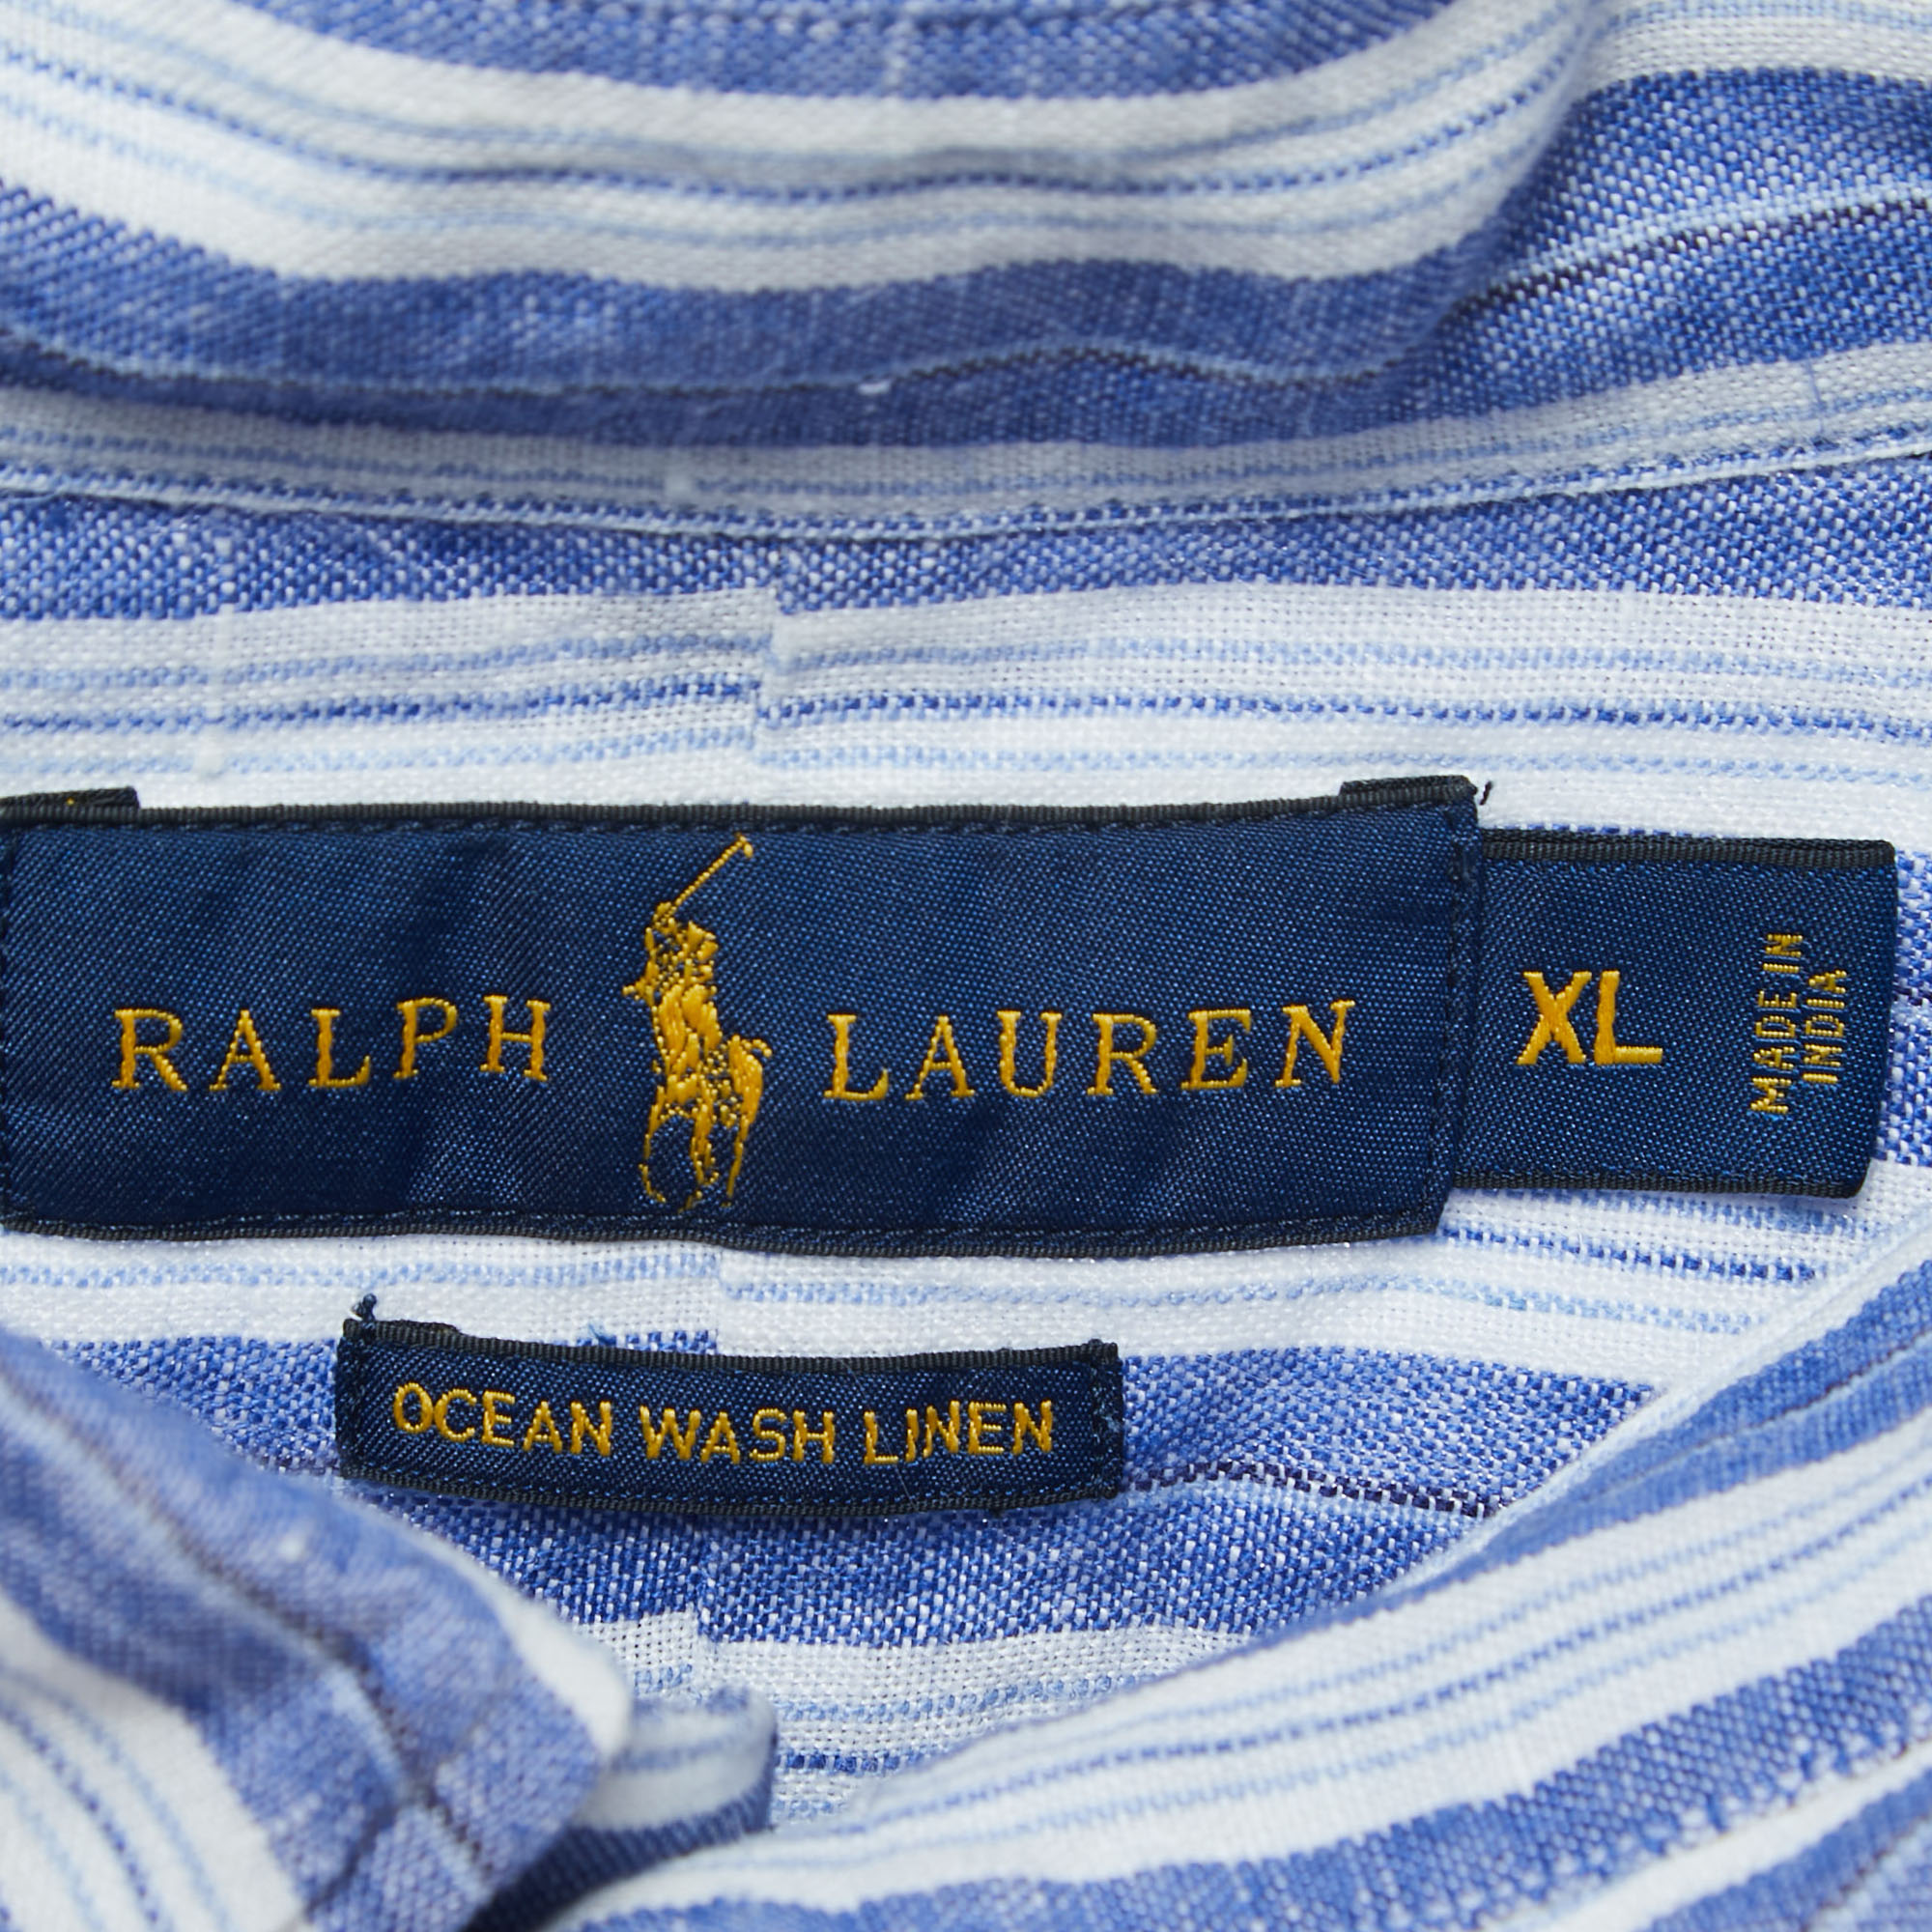 RALPH LAUREN
XL
MADE IN
INDIA
OCEAN WASH LINEN